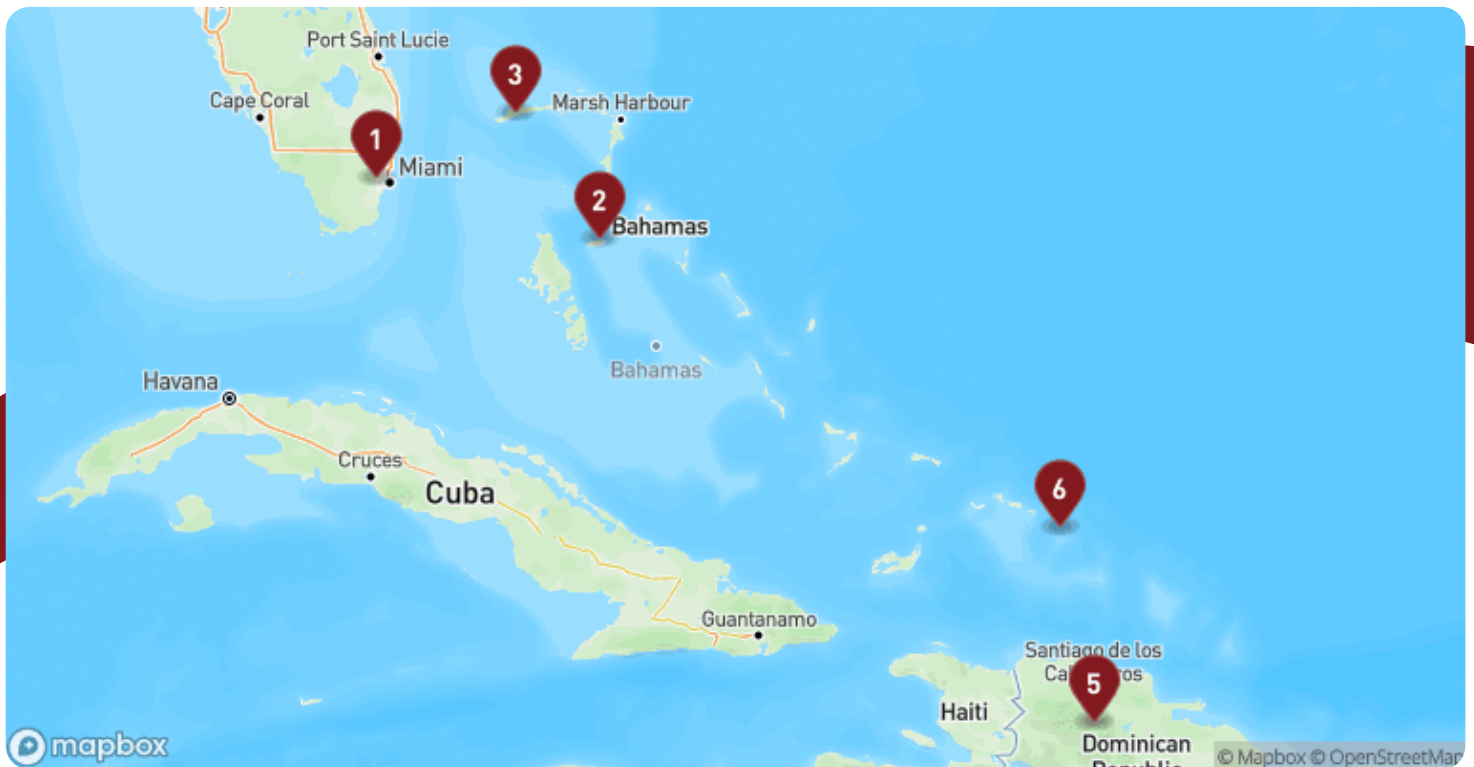 Port Saint Lucie
3
Cape Coral
Marsh Harbour
1
Miami
2
Bahamas
Bahamas
Havana
Cruces
Cuba
6
Guantanamo
Santiago de los
5
Haiti
Dominican
mapbox
© Mapbox © OpenStreetMap